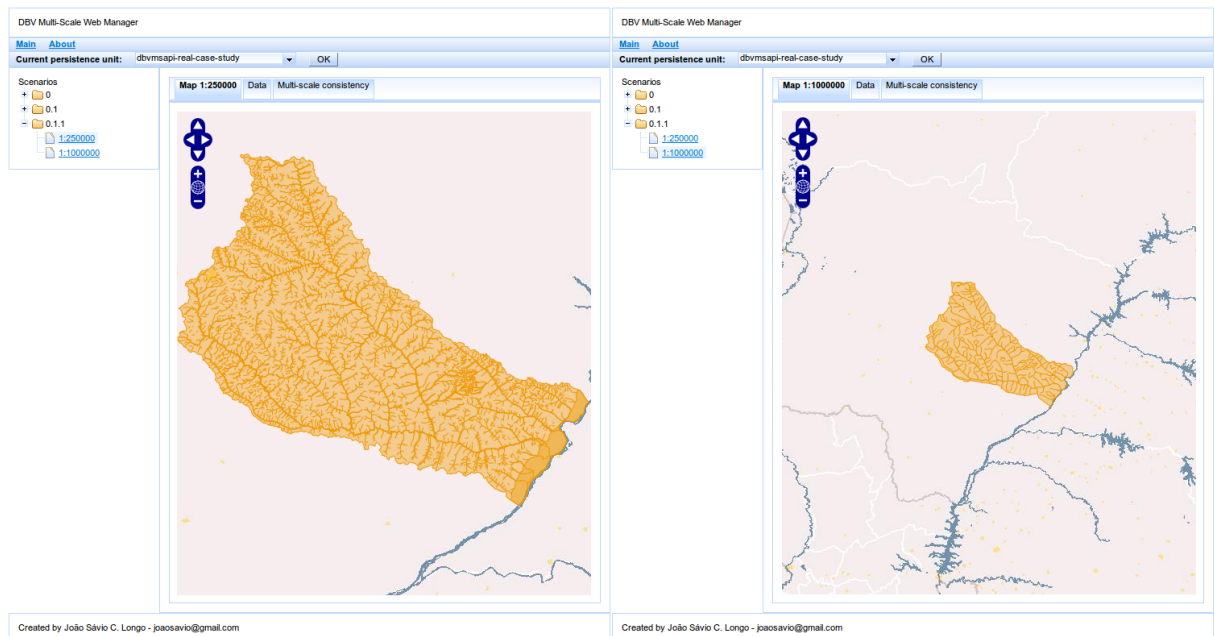 DBV Multi-Scale Web Manager
Main About
Current persistence unit: dbvmsapi-real-case-study OK
Scenarios
0
0.1
0.1.1
1:250000
1:1000000
Map 1:250000 Data Multi-scale consistency
Created by João Sávio C. Longo - joaosavio@gmail.com
DBV Multi-Scale Web Manager
Main About
Current persistence unit: dbvmsapi-real-case-study OK
Scenarios
0
0.1
0.1.1
1:250000
1:1000000
Map 1:1000000 Data Multi-scale consistency
Created by João Sávio C. Longo - joaosavio@gmail.com